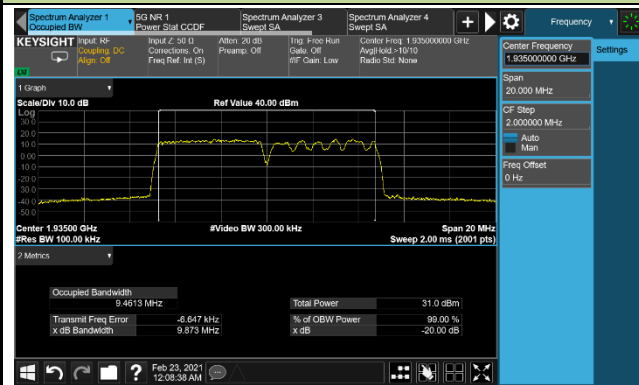 Spectrum Analyzer 1
Occupied BW
5G NR 1
Power Stat CCDF
Spectrum Analyzer 3
Swept SA
Spectrum Analyzer 4
Swept SA
Frequency
KEYSIGHT
Input: RF
Coupling: DC
Align: Off
Input Z: 50 Ω
Corrections: On
Freq Ref: Int (S)
Atten: 20 dB
Preamp: Off
Trig: Free Run
Gate: Off
#IF Gain: Low
Center Freq: 1.935000000 GHz
Avg|Hold:>10/10
Radio Std: None
LNI
Center Frequency
1.935000000 GHz
Settings
Span
20.000 MHz
CF Step
2.000000 MHz
Auto
Man
Freq Offset
0 Hz
1 Graph
Scale/Div 10.0 dB
Ref Value 40.00 dBm
Log
30.0
20.0
10.0
0.00
-10.0
-20.0
-30.0
-40.0
-50.0
Center 1.93500 GHz
#Video BW 300.00 kHz
Span 20 MHz
#Res BW 100.00 kHz
Sweep 2.00 ms (2001 pts)
2 Metrics
Occupied Bandwidth
9.4613 MHz
Total Power
31.0 dBm
Transmit Freq Error
-6.647 kHz
% of OBW Power
99.00 %
x dB Bandwidth
9.873 MHz
x dB
-20.00 dB
Feb 23, 2021
12:08:38 AM